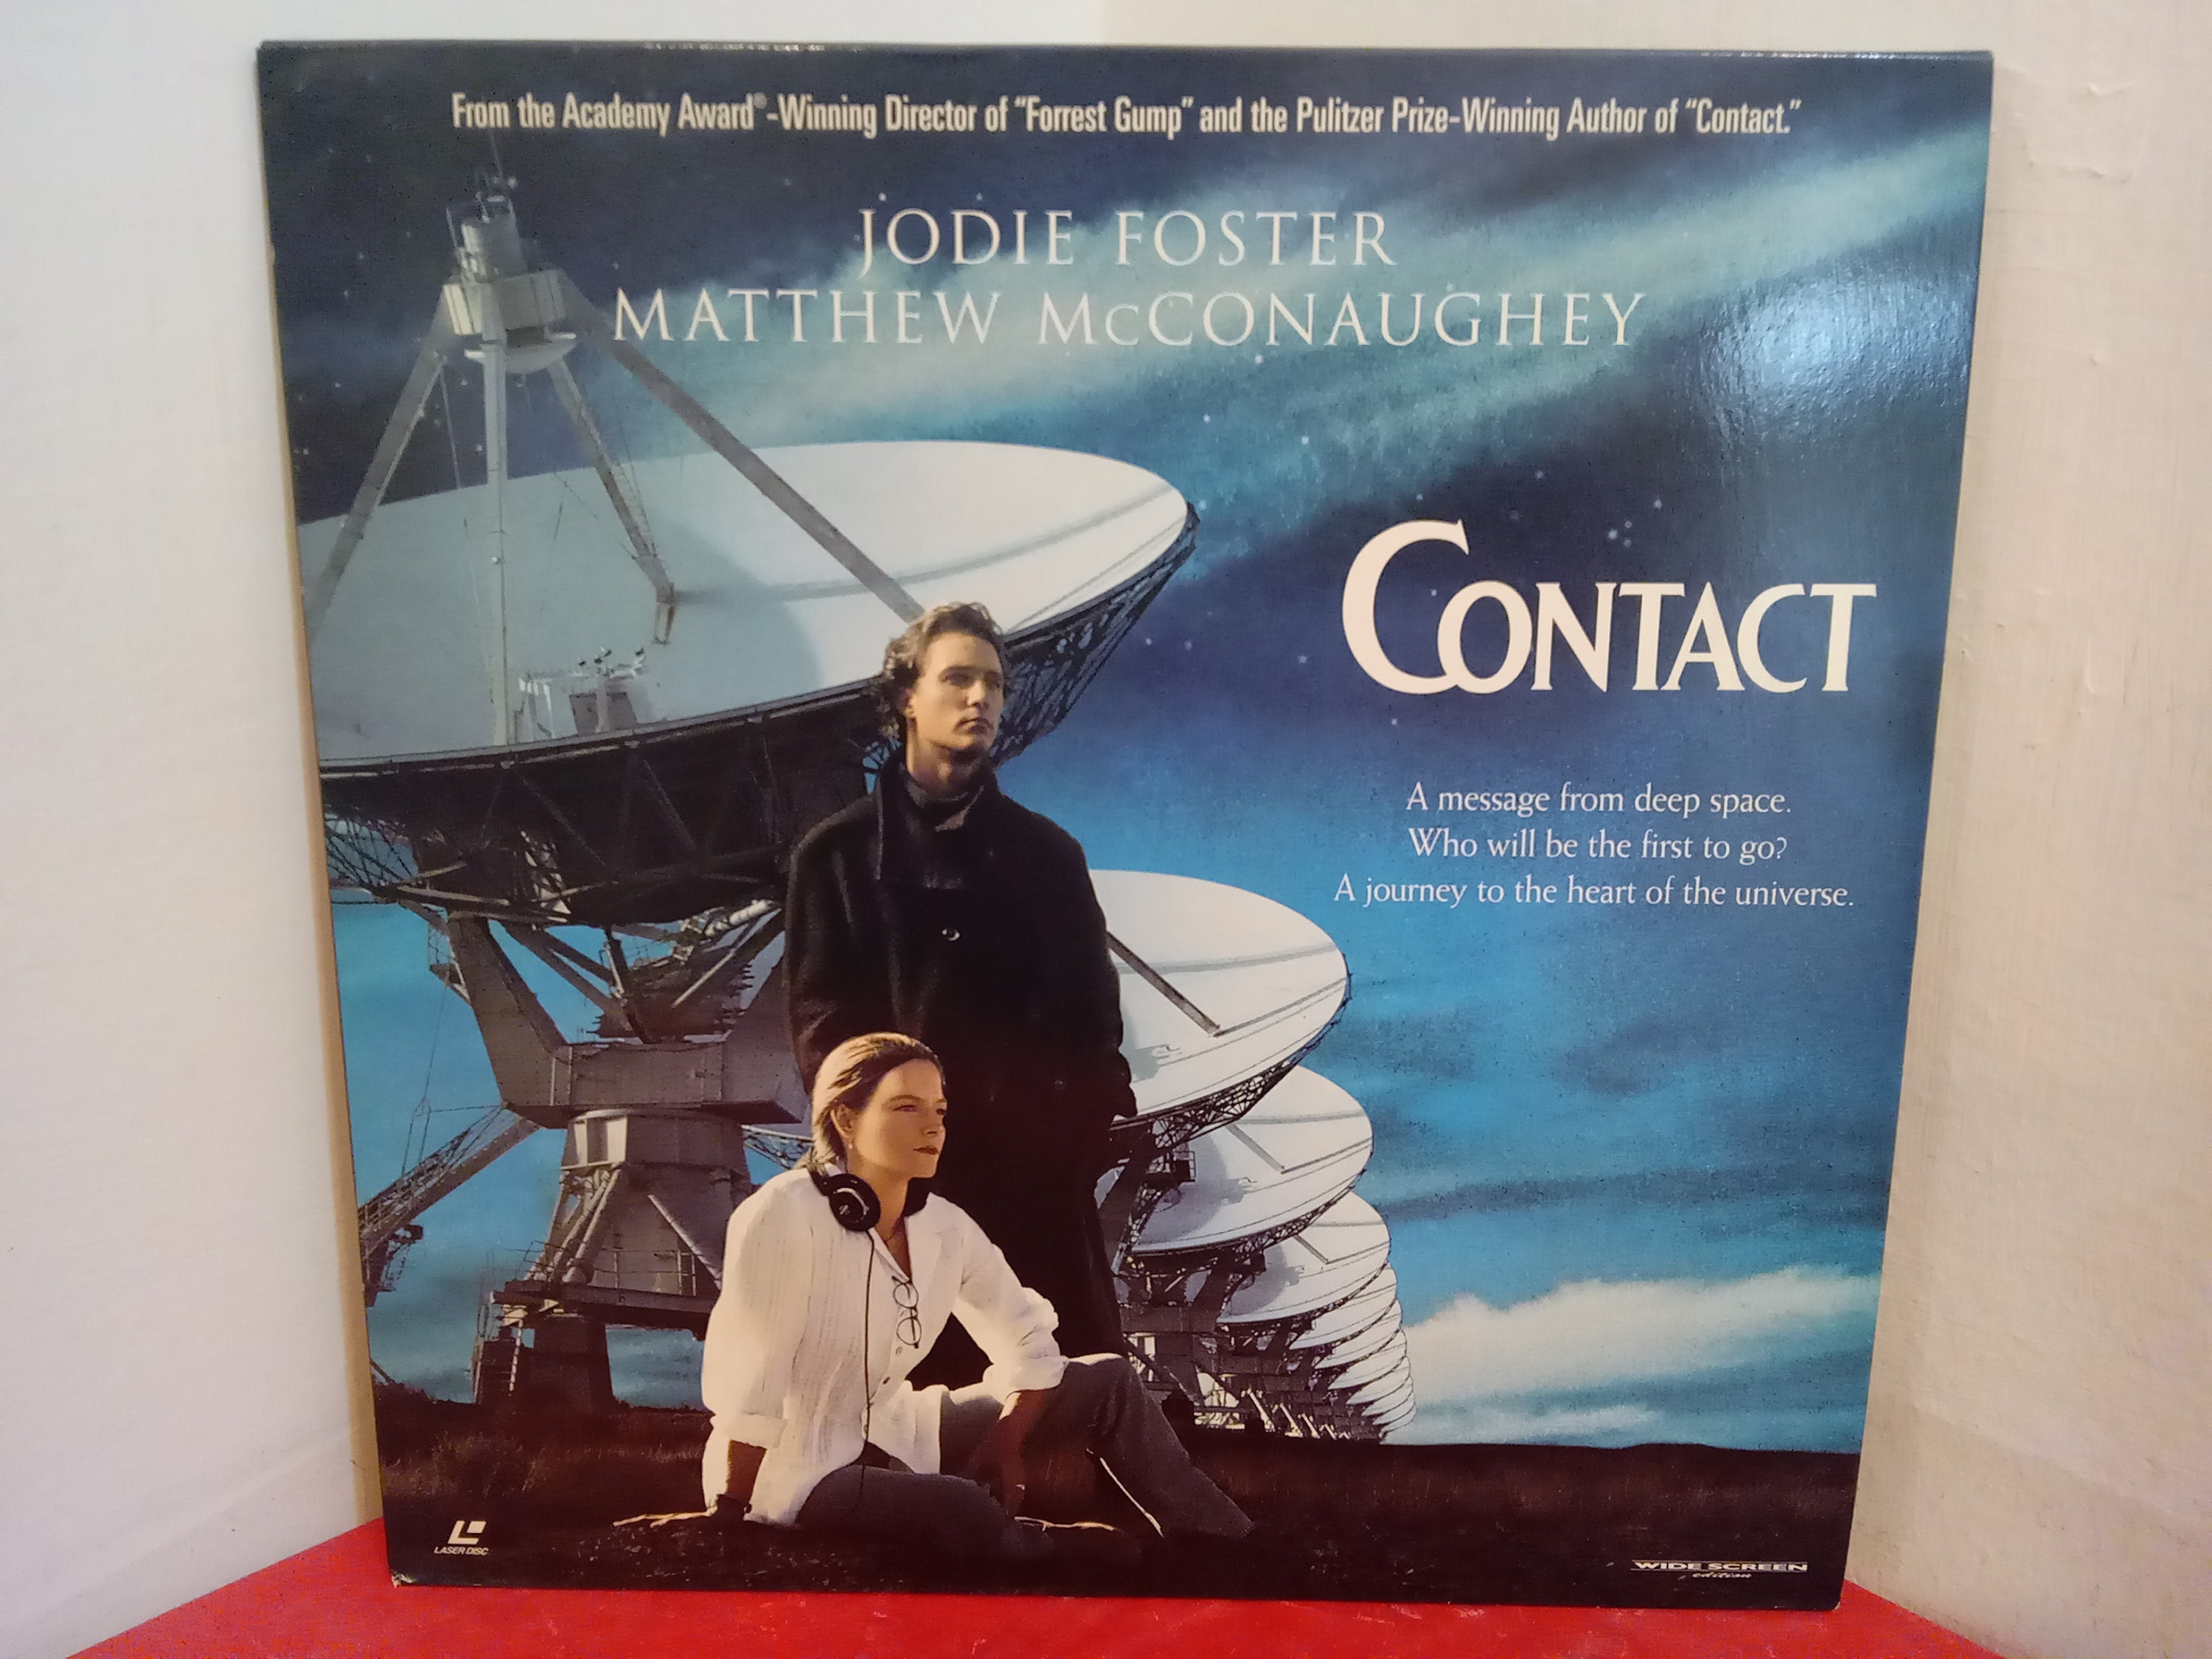 From the Academy Award®-Winning Director of "Forrest Gump" and the Pulitzer Prize-Winning Author of "Contact."
JODIE FOSTER
MATTHEW McCONAUGHEY
CONTACT
A message from deep space.
Who will be the first to go?
A journey to the heart of the universe.
LASER DISC
WIDE SCREEN
edition